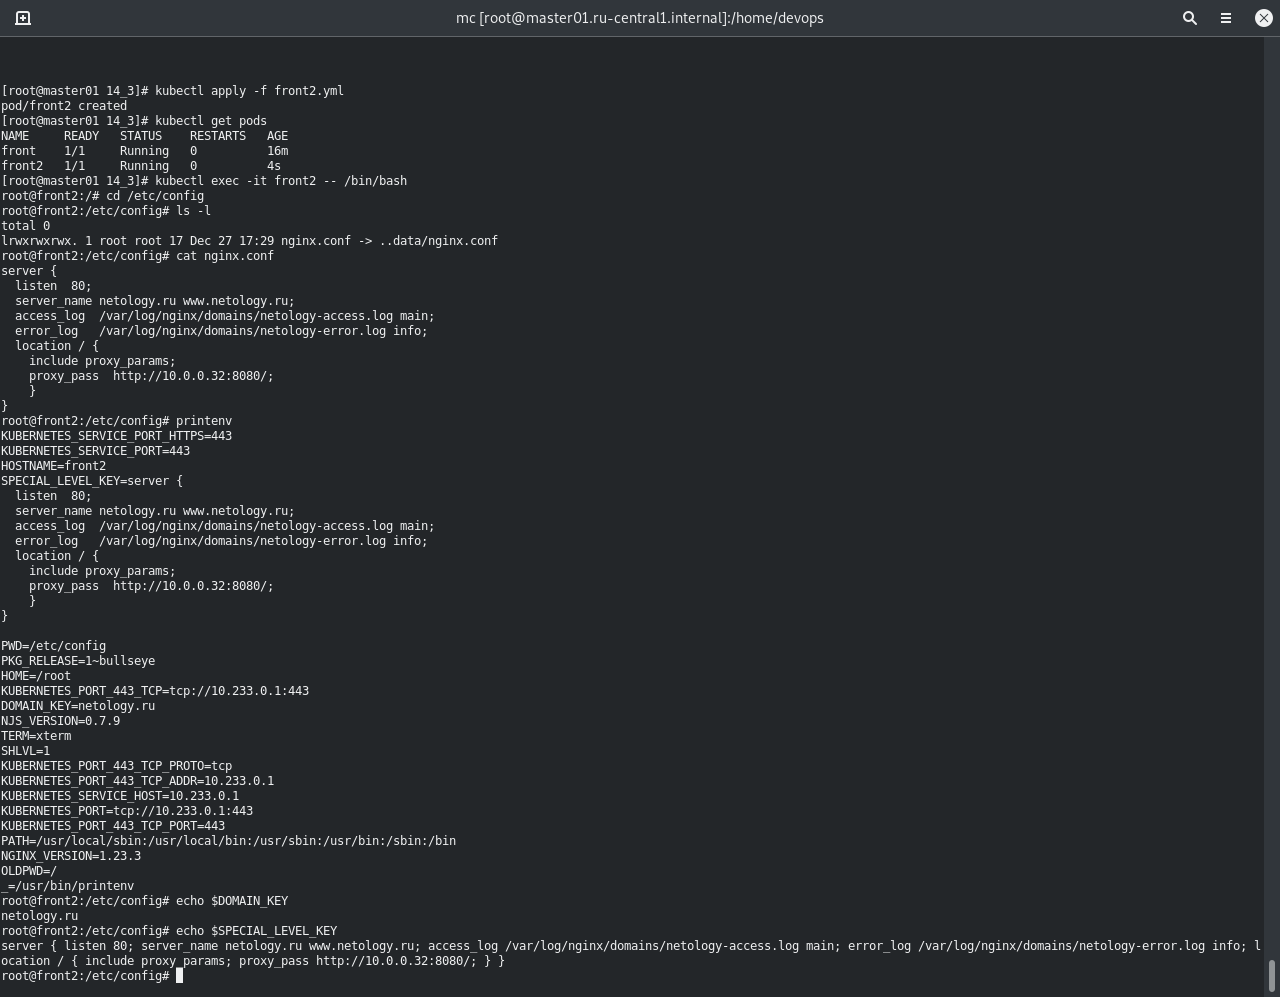 mc [root@master01.ru-central1.internal]:/home/devops
[root@master01 14_3]# kubectl apply -f front2.yml
pod/front2 created
[root@master01 14_3]# kubectl get pods
NAME     READY   STATUS    RESTARTS   AGE
front    1/1     Running   0          16m
front2   1/1     Running   0          4s
[root@master01 14_3]# kubectl exec -it front2 -- /bin/bash
root@front2:/# cd /etc/config
root@front2:/etc/config# ls -l
total 0
lrwxrwxrwx. 1 root root 17 Dec 27 17:29 nginx.conf -> ..data/nginx.conf
root@front2:/etc/config# cat nginx.conf
server {
  listen  80;
  server_name netology.ru www.netology.ru;
  access_log  /var/log/nginx/domains/netology-access.log main;
  error_log   /var/log/nginx/domains/netology-error.log info;
  location / {
    include proxy_params;
    proxy_pass  http://10.0.0.32:8080/;
    }
}
root@front2:/etc/config# printenv
KUBERNETES_SERVICE_PORT_HTTPS=443
KUBERNETES_SERVICE_PORT=443
HOSTNAME=front2
SPECIAL_LEVEL_KEY=server {
  listen  80;
  server_name netology.ru www.netology.ru;
  access_log  /var/log/nginx/domains/netology-access.log main;
  error_log   /var/log/nginx/domains/netology-error.log info;
  location / {
    include proxy_params;
    proxy_pass  http://10.0.0.32:8080/;
    }
}
PWD=/etc/config
PKG_RELEASE=1~bullseye
HOME=/root
KUBERNETES_PORT_443_TCP=tcp://10.233.0.1:443
DOMAIN_KEY=netology.ru
NJS_VERSION=0.7.9
TERM=xterm
SHLVL=1
KUBERNETES_PORT_443_TCP_PROTO=tcp
KUBERNETES_PORT_443_TCP_ADDR=10.233.0.1
KUBERNETES_SERVICE_HOST=10.233.0.1
KUBERNETES_PORT=tcp://10.233.0.1:443
KUBERNETES_PORT_443_TCP_PORT=443
PATH=/usr/local/sbin:/usr/local/bin:/usr/sbin:/usr/bin:/sbin:/bin
NGINX_VERSION=1.23.3
OLDPWD=/
_=/usr/bin/printenv
root@front2:/etc/config# echo $DOMAIN_KEY
netology.ru
root@front2:/etc/config# echo $SPECIAL_LEVEL_KEY
server { listen 80; server_name netology.ru www.netology.ru; access_log /var/log/nginx/domains/netology-access.log main; error_log /var/log/nginx/domains/netology-error.log info; l
ocation / { include proxy_params; proxy_pass http://10.0.0.32:8080/; } }
root@front2:/etc/config#